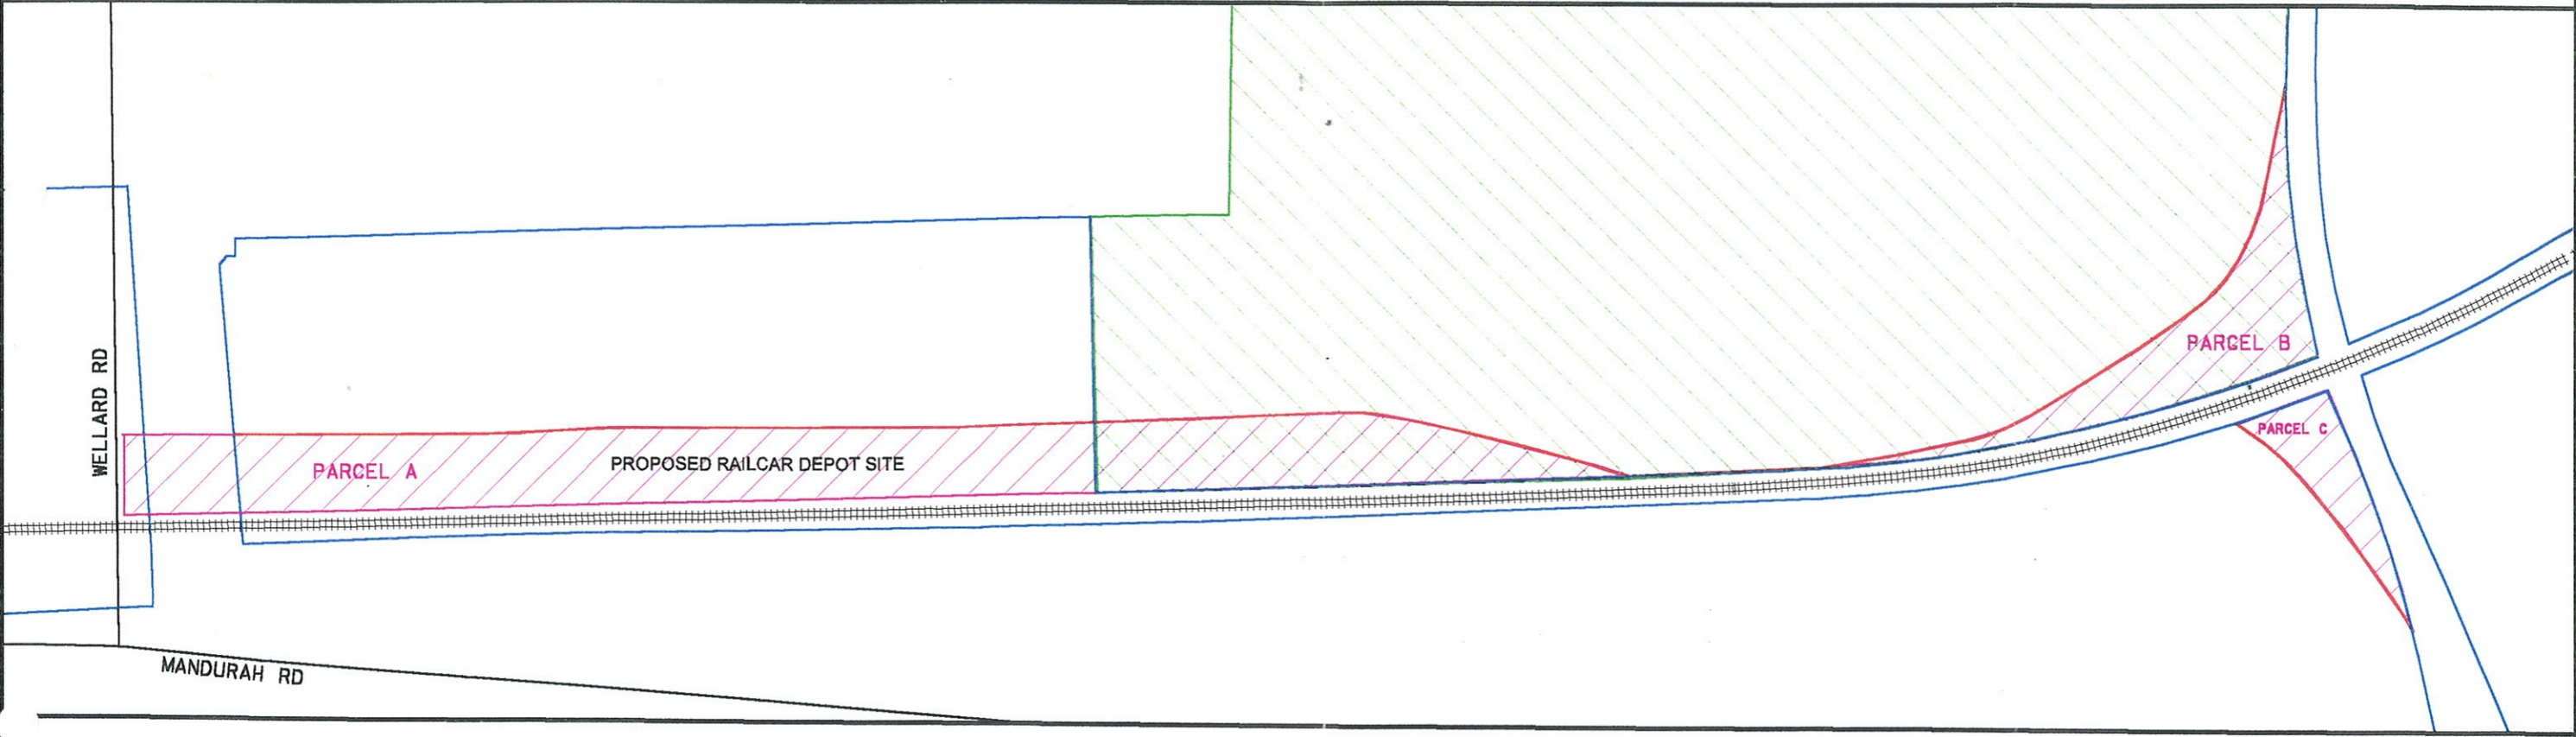 WELLARD RD
PARCEL A
PROPOSED RAILCAR DEPOT SITE
PARCEL B
PARCEL C
MANDURAH RD